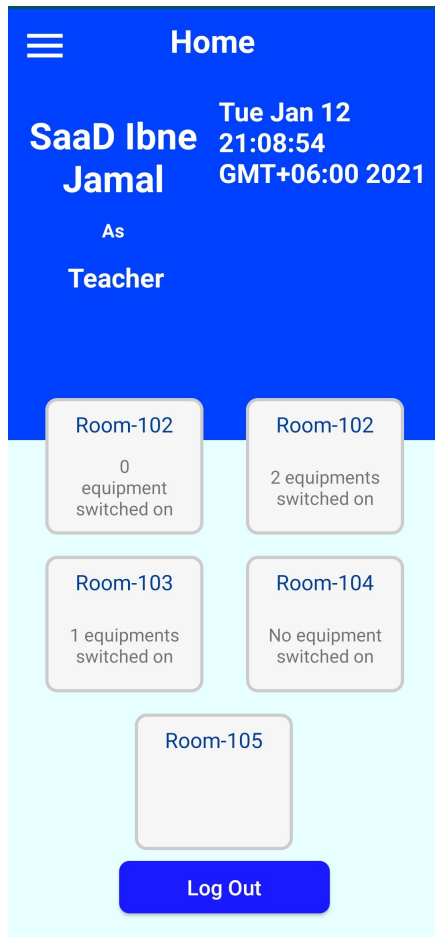 Home
SaaD Ibne
Jamal
As
Teacher
Tue Jan 12
21:08:54
GMT+06:00 2021
Room-102
0
equipment
switched on
Room-102
2 equipments
switched on
Room-103
1 equipments
switched on
Room-104
No equipment
switched on
Room-105
Log Out